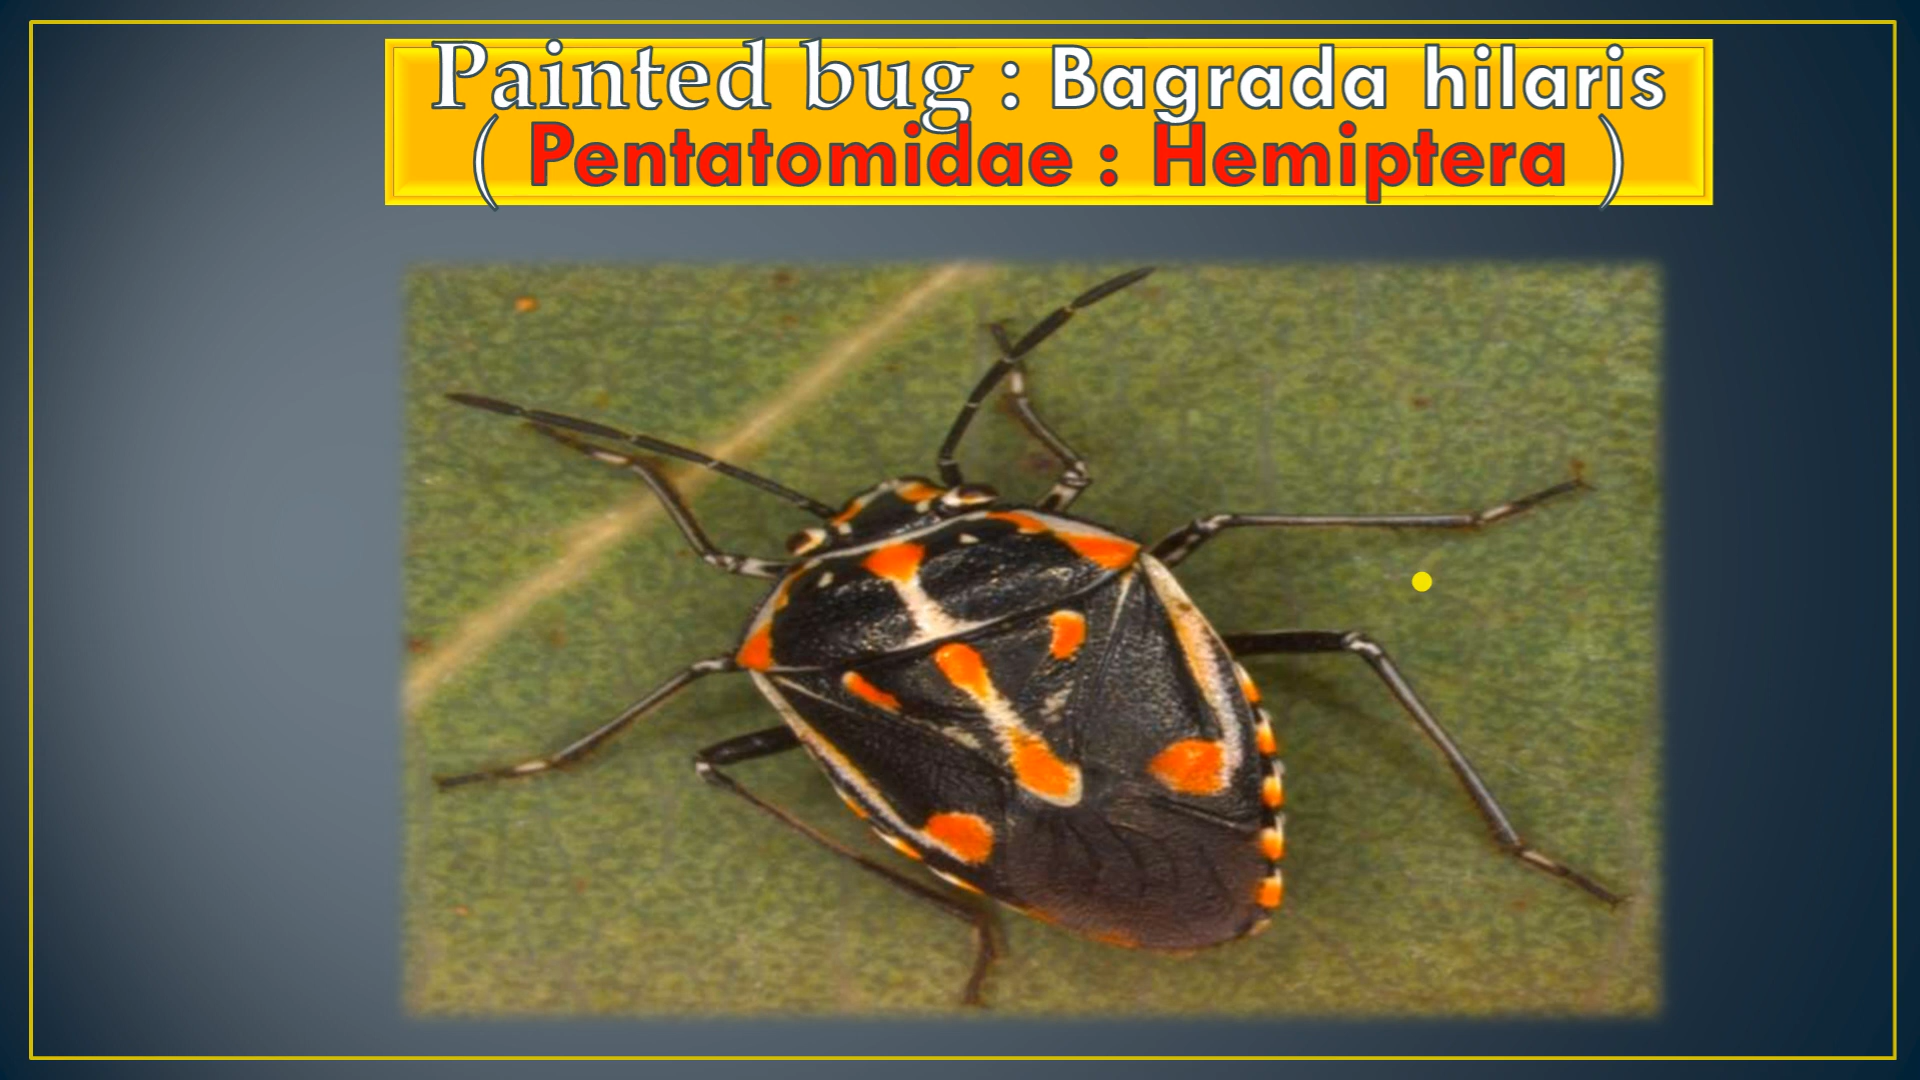 Painted bug : Bagrada hilaris
( Pentatomidae : Hemiptera )